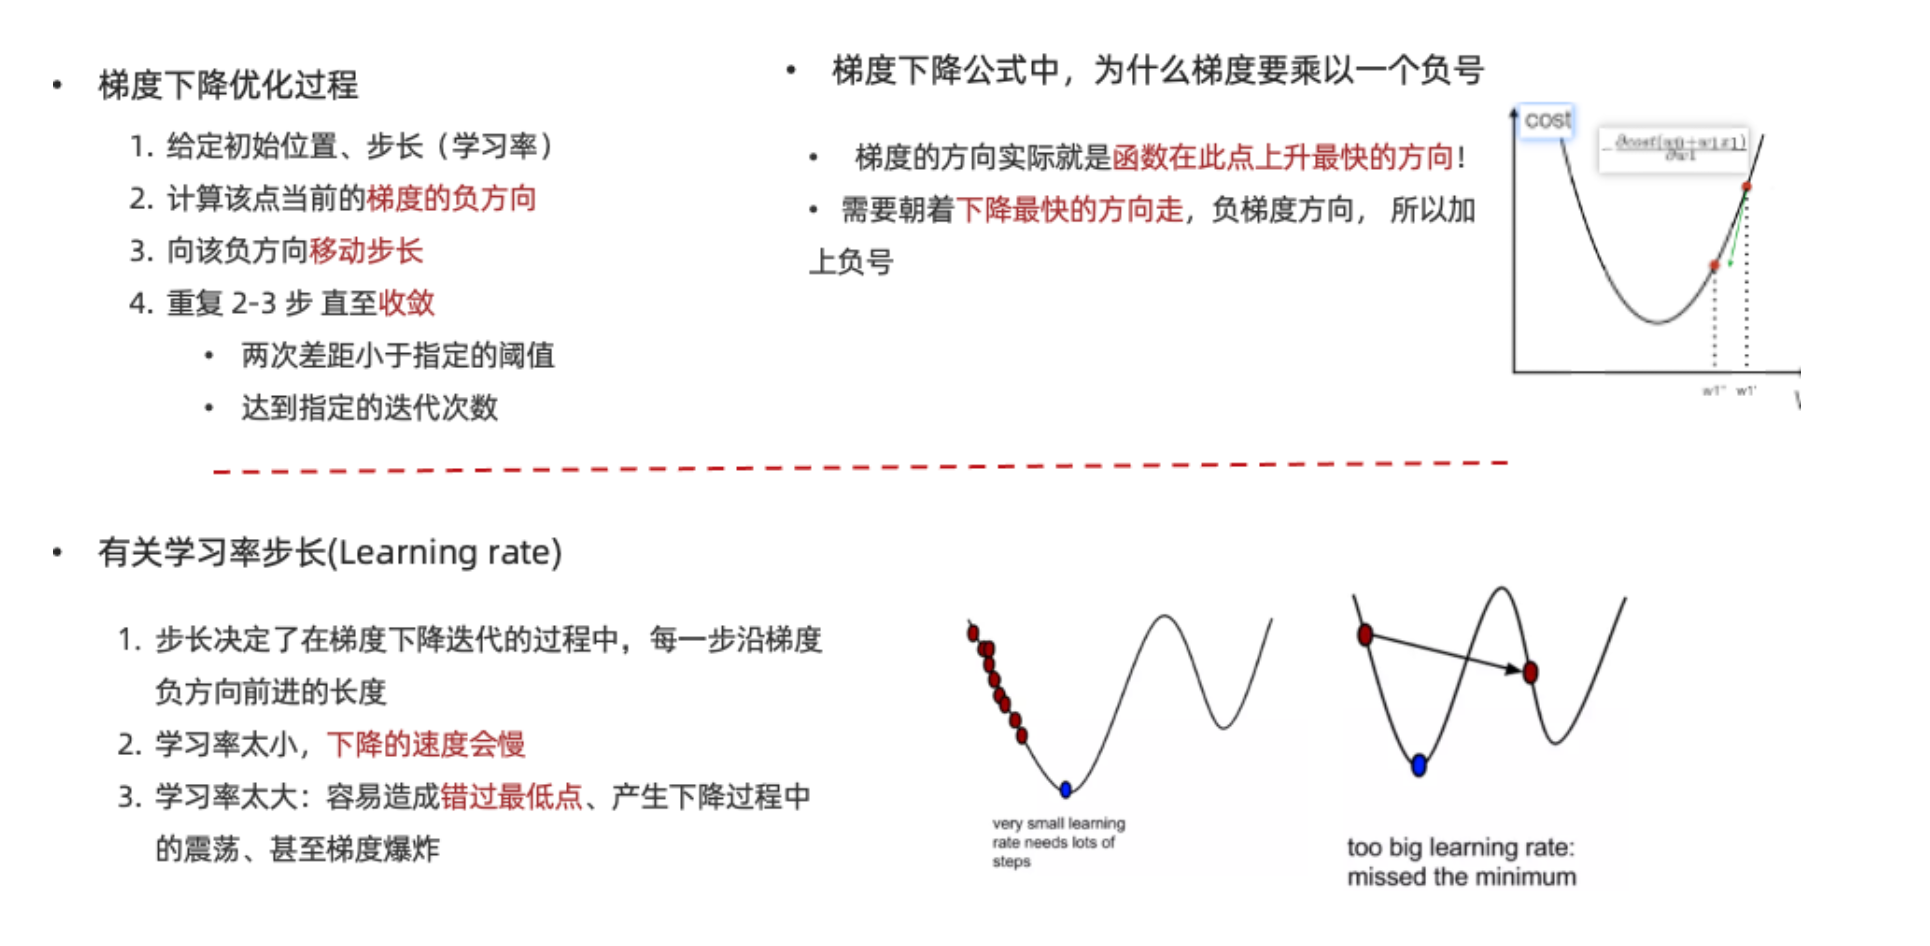 • 梯度下降优化过程
1. 给定初始位置、步长（学习率）
2. 计算该点当前的梯度的负方向
3. 向该负方向移动步长
4. 重复 2-3 步 直至收敛
• 两次差距小于指定的阈值
• 达到指定的迭代次数
• 梯度下降公式中，为什么梯度要乘以一个负号
• 梯度的方向实际就是函数在此点上升最快的方向！
• 需要朝着下降最快的方向走，负梯度方向， 所以加
上负号
cost
w1'' w1'
• 有关学习率步长(Learning rate)
1. 步长决定了在梯度下降迭代的过程中，每一步沿梯度
负方向前进的长度
2. 学习率太小，下降的速度会慢
3. 学习率太大：容易造成错过最低点、产生下降过程中
的震荡、甚至梯度爆炸
very small learning
rate needs lots of
steps
too big learning rate:
missed the minimum